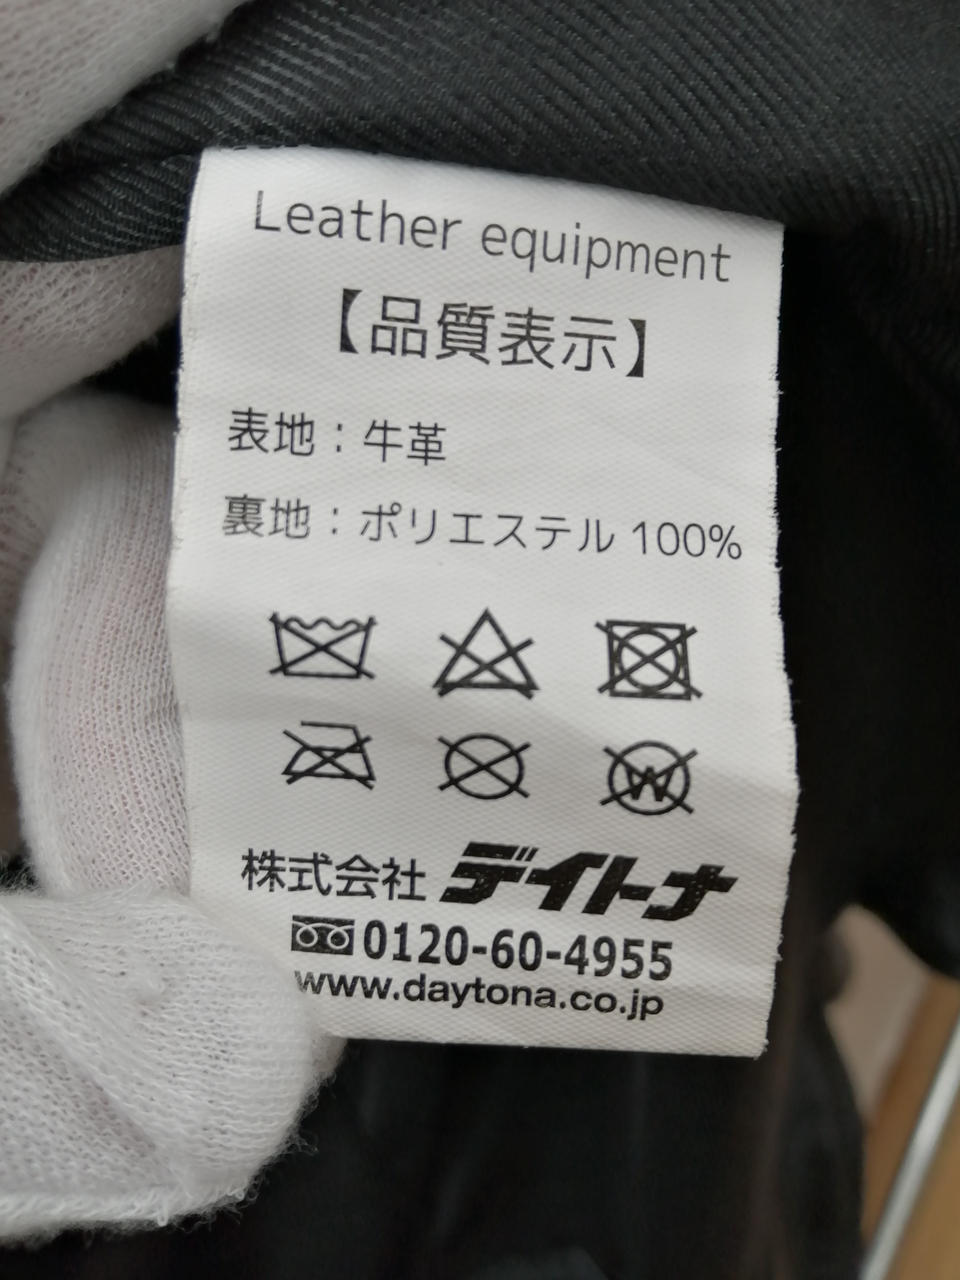 Leather equipment
【品質表示】
表地：牛革
裏地：ポリエステル 100%
W
株式会社 デイトナ
0120-60-4955
www.daytona.co.jp